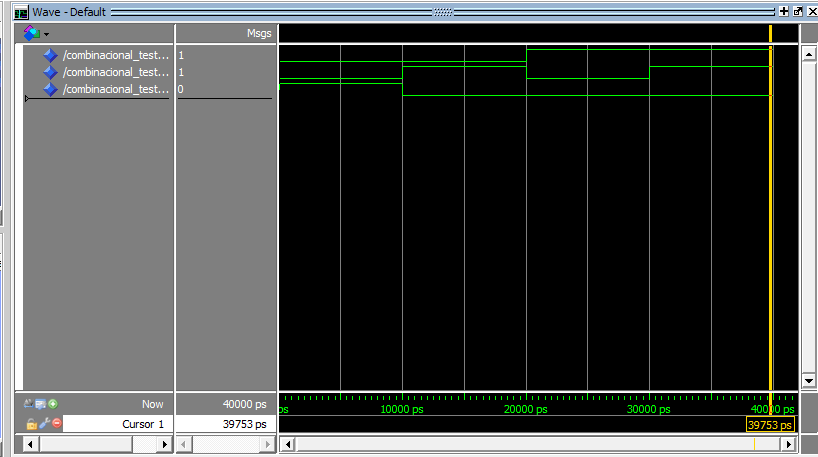 Wave - Default
Msgs
/combinacional_test... 1
/combinacional_test... 1
/combinacional_test... 0
Now 40000 ps ps 10000 ps 20000 ps 30000 ps 40000 ps
Cursor 1 39753 ps 39753 ps